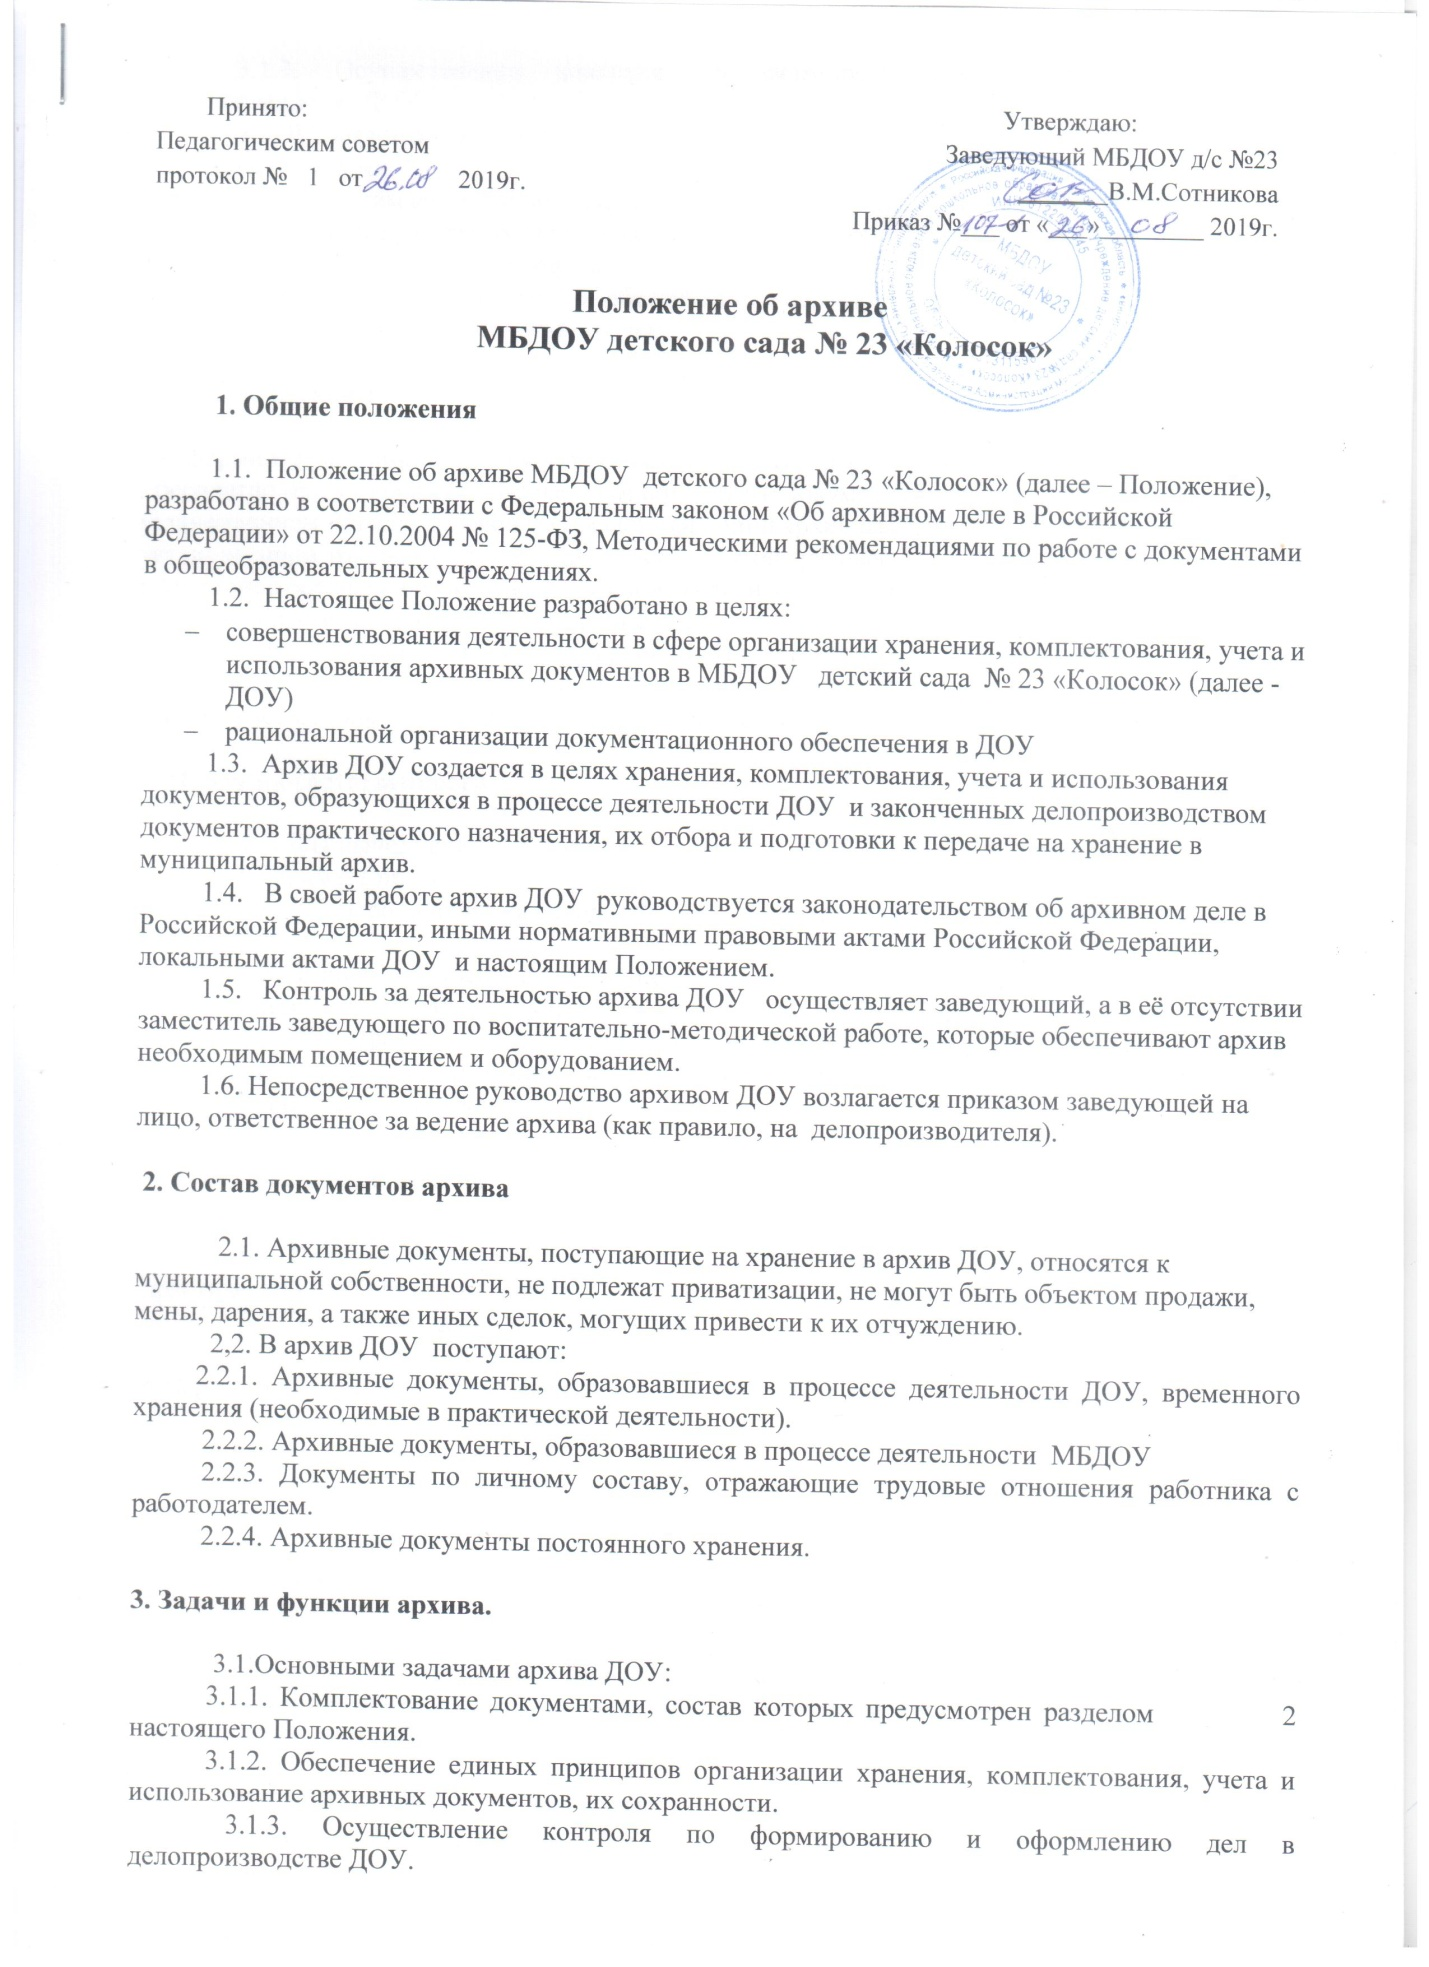 Принято:
Педагогическим советом
протокол № 1 от 26.08 2019г.
Утверждаю:
Заведующий МБДОУ д/с №23
В.М.Сотникова
Приказ № 107 от « 26 » 08 2019г.
МБДОУ
детский сад №23
«Колосок»
Положение об архиве
МБДОУ детского сада № 23 «Колосок»
1. Общие положения
1.1. Положение об архиве МБДОУ детского сада № 23 «Колосок» (далее – Положение),
разработано в соответствии с Федеральным законом «Об архивном деле в Российской
Федерации» от 22.10.2004 № 125-ФЗ, Методическими рекомендациями по работе с документами
в общеобразовательных учреждениях.
1.2. Настоящее Положение разработано в целях:
– совершенствования деятельности в сфере организации хранения, комплектования, учета и
использования архивных документов в МБДОУ детский сада № 23 «Колосок» (далее -
ДОУ)
– рациональной организации документационного обеспечения в ДОУ
1.3. Архив ДОУ создается в целях хранения, комплектования, учета и использования
документов, образующихся в процессе деятельности ДОУ и законченных делопроизводством
документов практического назначения, их отбора и подготовки к передаче на хранение в
муниципальный архив.
1.4. В своей работе архив ДОУ руководствуется законодательством об архивном деле в
Российской Федерации, иными нормативными правовыми актами Российской Федерации,
локальными актами ДОУ и настоящим Положением.
1.5. Контроль за деятельностью архива ДОУ осуществляет заведующий, а в её отсутствии
заместитель заведующего по воспитательно-методической работе, которые обеспечивают архив
необходимым помещением и оборудованием.
1.6. Непосредственное руководство архивом ДОУ возлагается приказом заведующей на
лицо, ответственное за ведение архива (как правило, на делопроизводителя).
2. Состав документов архива
2.1. Архивные документы, поступающие на хранение в архив ДОУ, относятся к
муниципальной собственности, не подлежат приватизации, не могут быть объектом продажи,
мены, дарения, а также иных сделок, могущих привести к их отчуждению.
2,2. В архив ДОУ поступают:
2.2.1. Архивные документы, образовавшиеся в процессе деятельности ДОУ, временного
хранения (необходимые в практической деятельности).
2.2.2. Архивные документы, образовавшиеся в процессе деятельности МБДОУ
2.2.3. Документы по личному составу, отражающие трудовые отношения работника с
работодателем.
2.2.4. Архивные документы постоянного хранения.
3. Задачи и функции архива.
3.1.Основными задачами архива ДОУ:
3.1.1. Комплектование документами, состав которых предусмотрен разделом 2
настоящего Положения.
3.1.2. Обеспечение единых принципов организации хранения, комплектования, учета и
использование архивных документов, их сохранности.
3.1.3. Осуществление контроля по формированию и оформлению дел в
делопроизводстве ДОУ.